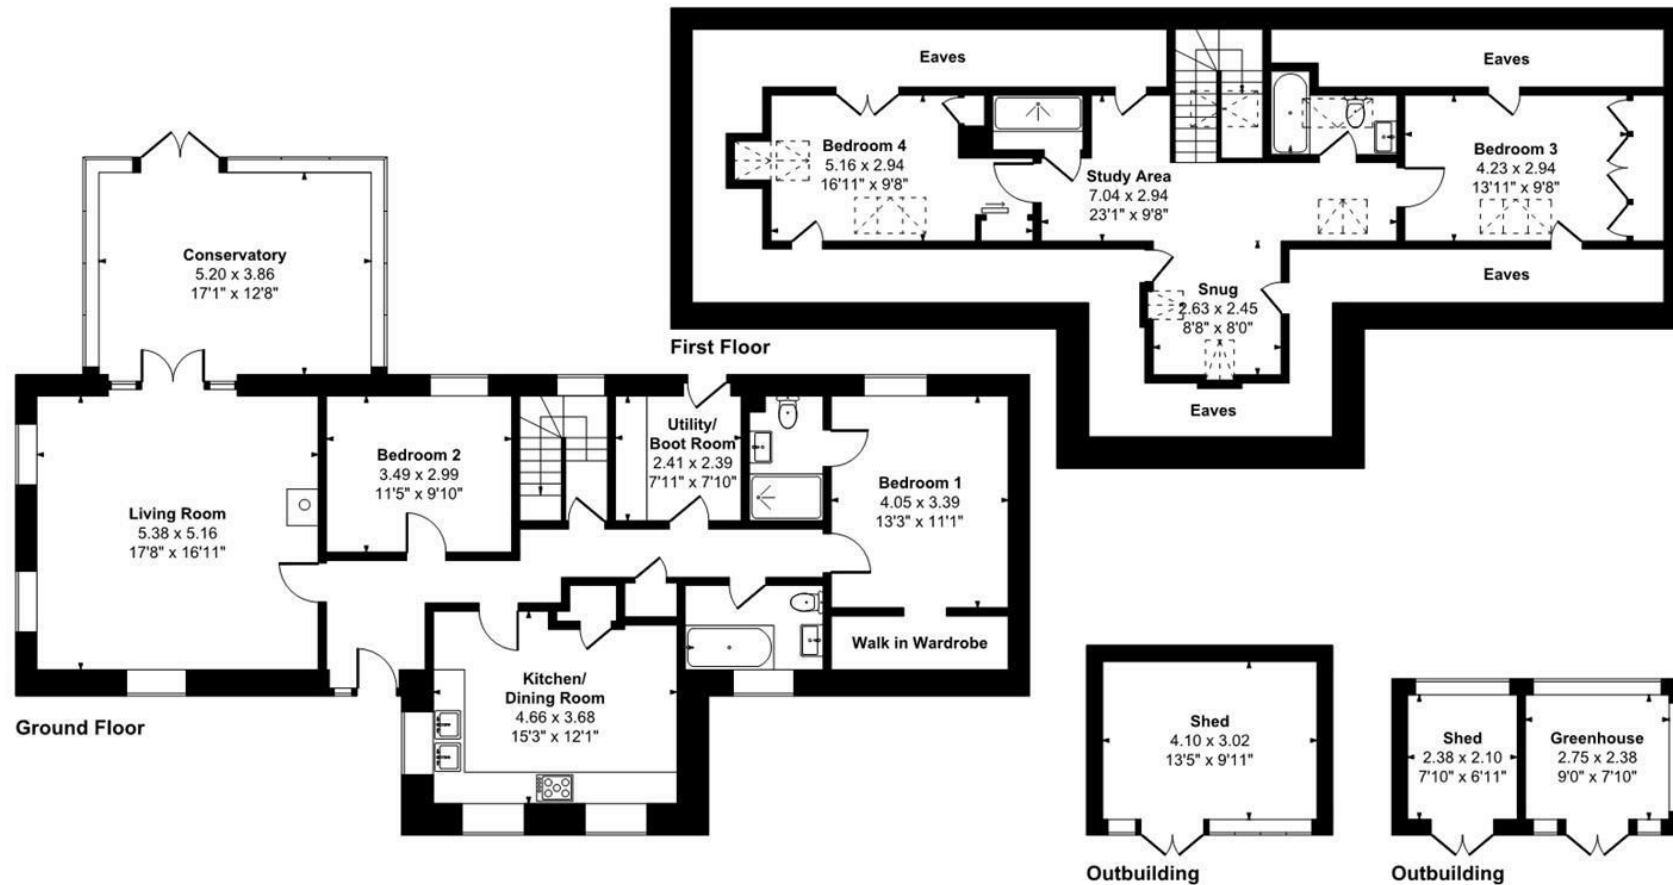 Eaves
Eaves
Bedroom 4
5.16 x 2.94
16'11" x 9'8"
Study Area
7.04 x 2.94
23'1" x 9'8"
Bedroom 3
4.23 x 2.94
13'11" x 9'8"
Eaves
Snug
2.63 x 2.45
8'8" x 8'0"
Eaves
First Floor
Conservatory
5.20 x 3.86
17'1" x 12'8"
Living Room
5.38 x 5.16
17'8" x 16'11"
Bedroom 2
3.49 x 2.99
11'5" x 9'10"
Utility/
Boot Room
2.41 x 2.39
7'11" x 7'10"
Bedroom 1
4.05 x 3.39
13'3" x 11'1"
Walk in Wardrobe
Kitchen/
Dining Room
4.66 x 3.68
15'3" x 12'1"
Ground Floor
Shed
4.10 x 3.02
13'5" x 9'11"
Outbuilding
Shed
2.38 x 2.10
7'10" x 6'11"
Greenhouse
2.75 x 2.38
9'0" x 7'10"
Outbuilding